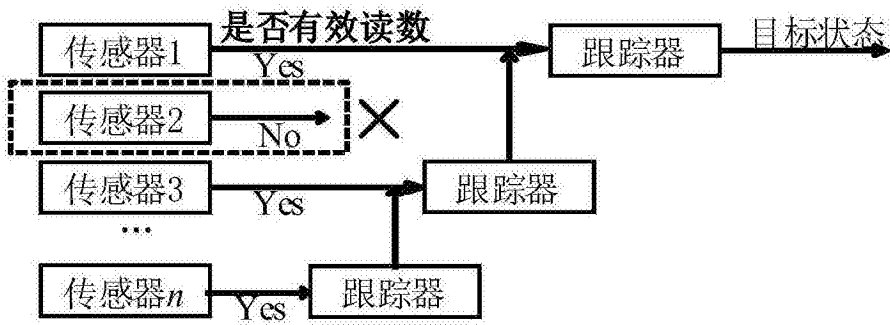 传感器1
是否有效读数
Yes
跟踪器
目标状态
传感器2
No
传感器3
Yes
跟踪器
...
传感器n
Yes
跟踪器